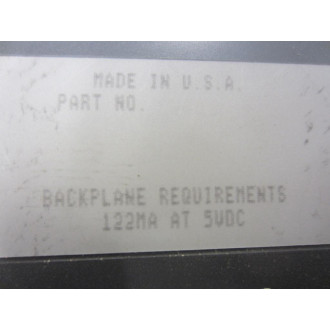 MADE IN U.S.A.
PART NO.
BACKPLANE REQUIREMENTS
122MA AT 5VDC